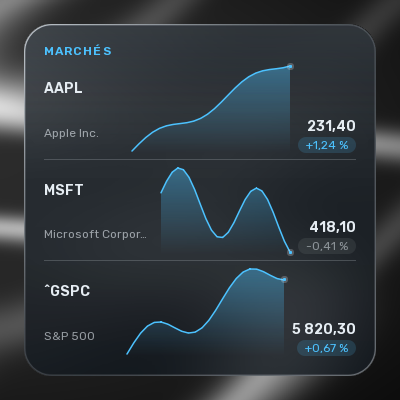 MARCHÉS
AAPL
Apple Inc.
231,40
+1,24 %
MSFT
Microsoft Corpor…
418,10
-0,41 %
^GSPC
S&P 500
5 820,30
+0,67 %